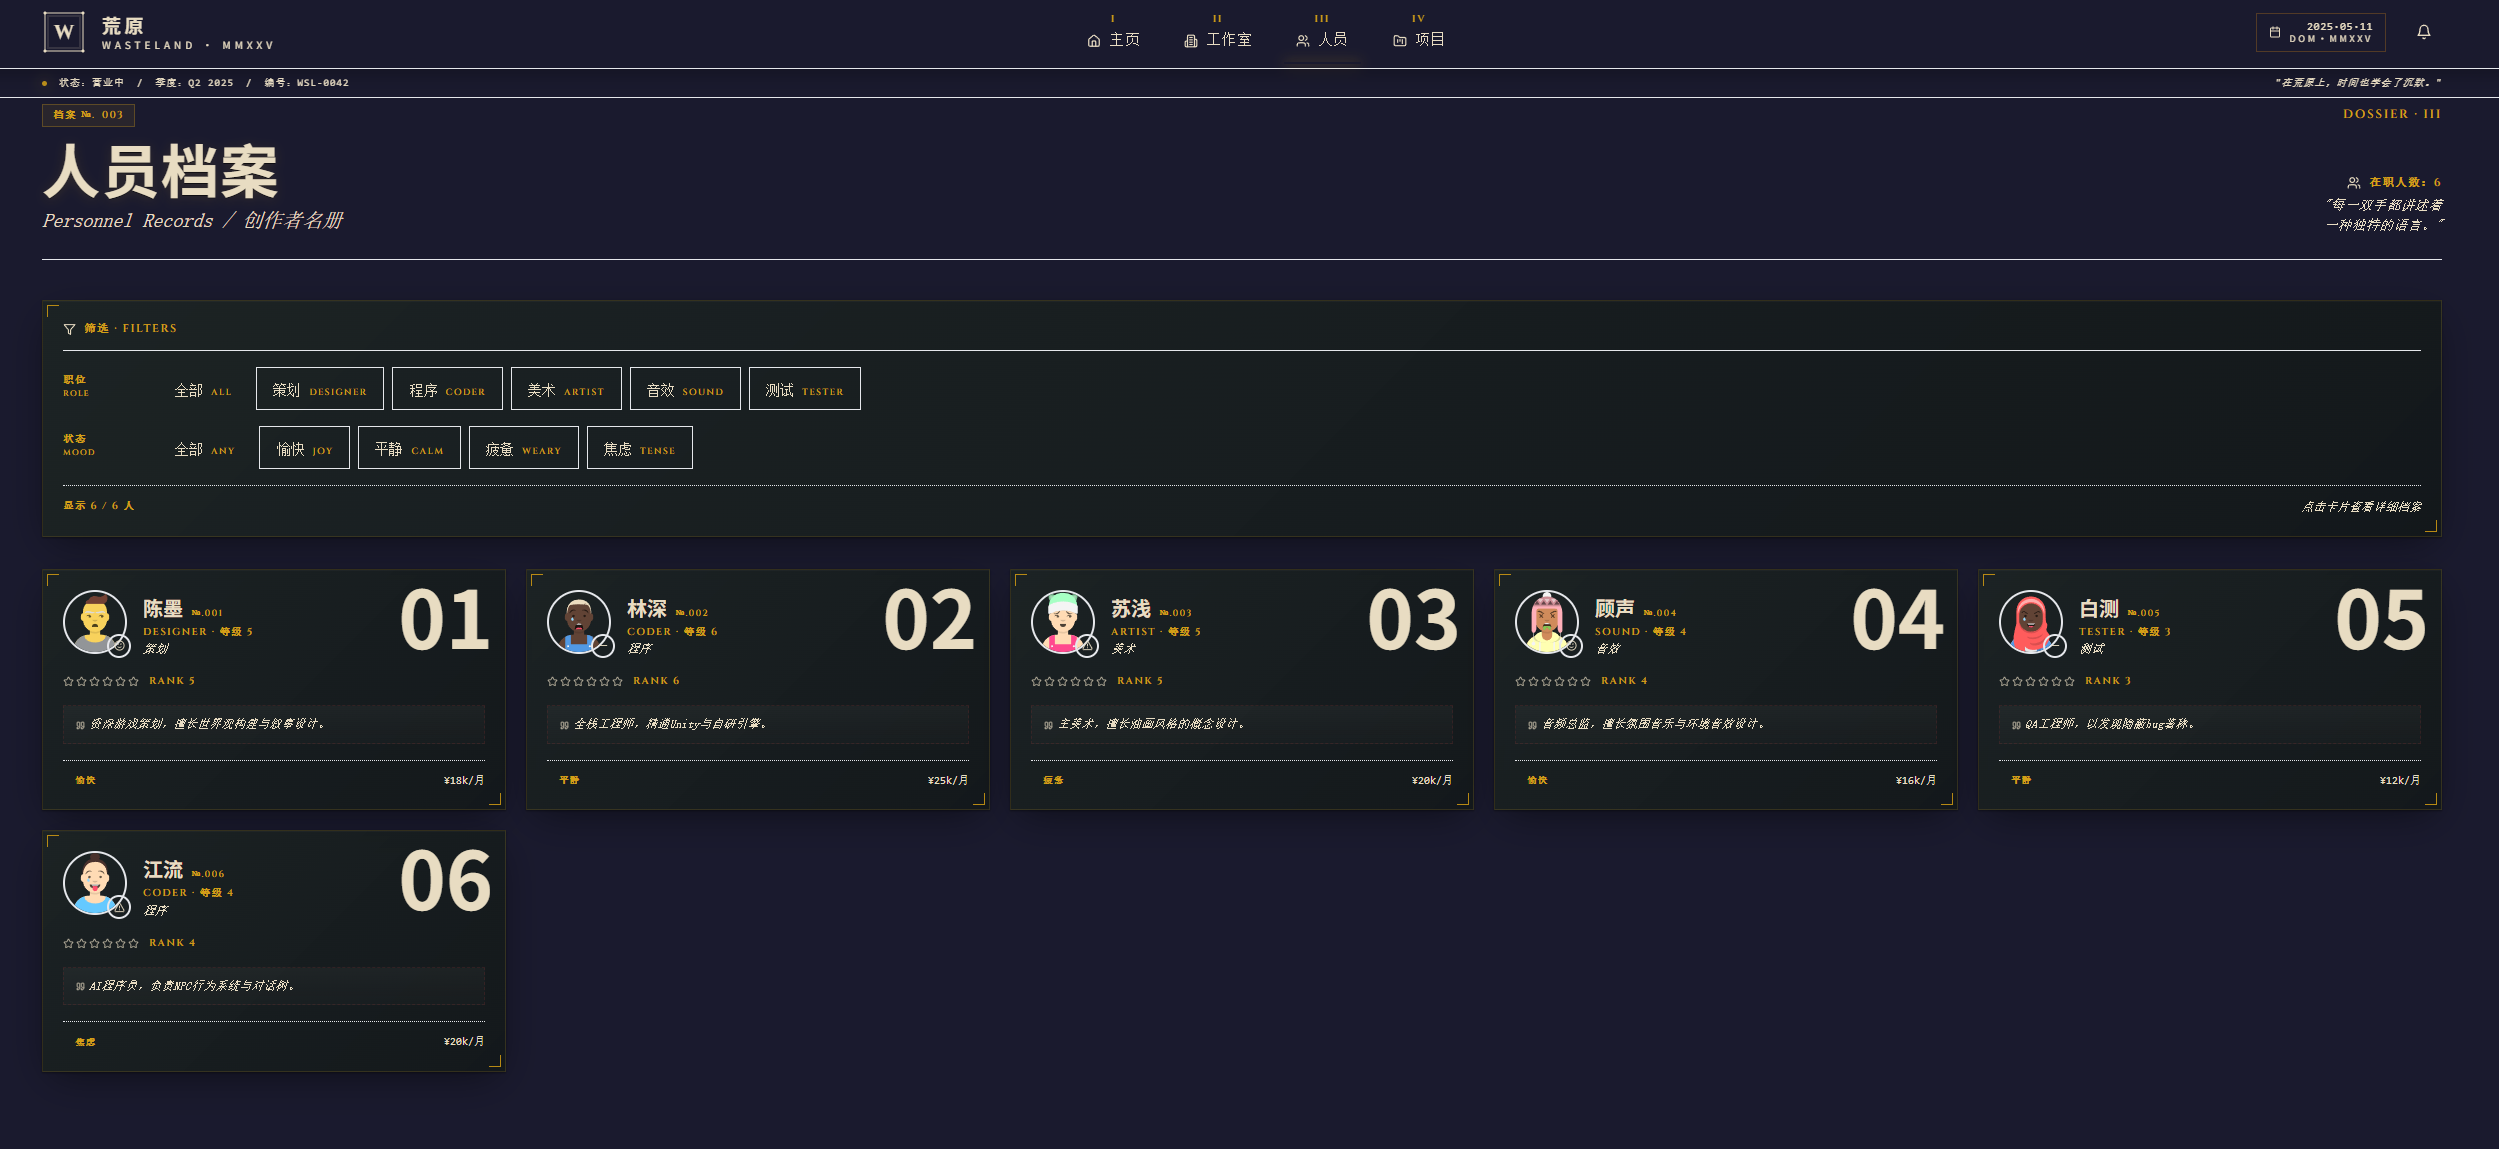 W
荒原
WASTELAND • MMXXV
I
主页
II
工作室
III
人员
IV
项目
2025·05·11
DOM • MMXXV
状态: 营业中 / 季度: Q2 2025 / 编号: WSL-0042
"在荒原上, 时间也学会了沉默。"
档案 №. 003
DOSSIER · III
人员档案
Personnel Records / 创作者名册
在职人数: 6
"每一双手都讲述着
一种独特的语言。"
筛选 · FILTERS
职位
ROLE
全部 ALL
策划 DESIGNER
程序 CODER
美术 ARTIST
音效 SOUND
测试 TESTER
状态
MOOD
全部 ANY
愉快 JOY
平静 CALM
疲惫 WEARY
焦虑 TENSE
显示 6 / 6 人
点击卡片查看详细档案
陈墨 №.001
DESIGNER · 等级 5
策划
01
RANK 5
资深游戏策划, 擅长世界观构建与叙事设计。
愉快
¥18k/月
林深 №.002
CODER · 等级 6
程序
02
RANK 6
全栈工程师, 精通Unity与自研引擎。
平静
¥25k/月
苏浅 №.003
ARTIST · 等级 5
美术
03
RANK 5
主美术, 擅长油画风格的概念设计。
疲惫
¥20k/月
顾声 №.004
SOUND · 等级 4
音效
04
RANK 4
音频总监, 擅长氛围音乐与环境音效设计。
愉快
¥16k/月
白测 №.005
TESTER · 等级 3
测试
05
RANK 3
QA工程师, 以发现隐蔽bug著称。
平静
¥12k/月
江流 №.006
CODER · 等级 4
程序
06
RANK 4
AI程序员, 负责NPC行为系统与对话树。
焦虑
¥20k/月